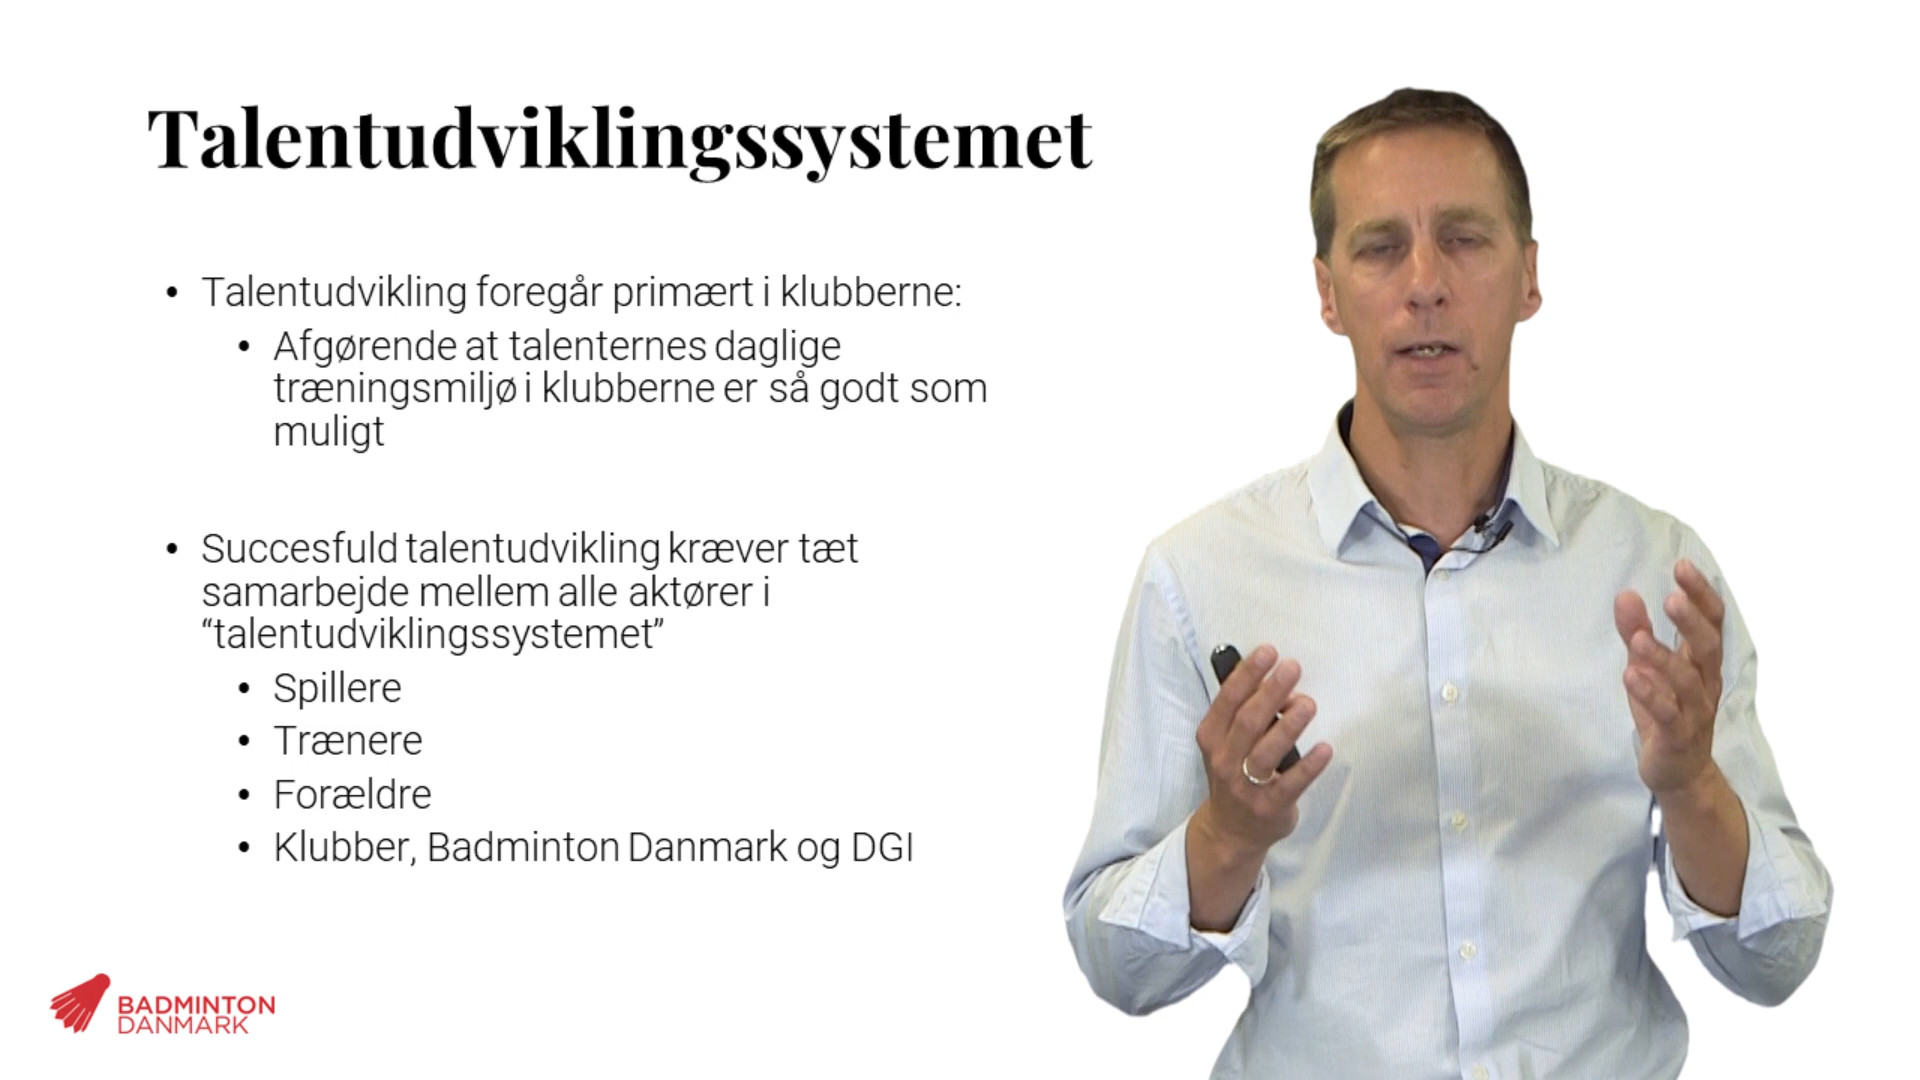 Talentudviklingssystemet
• Talentudvikling foregår primært i klubberne:
• Afgørende at talenternes daglige
træningsmiljø i klubberne er så godt som
muligt
• Succesfuld talentudvikling kræver tæt
samarbejde mellem alle aktører i
“talentudviklingssystemet”
• Spillere
• Trænere
• Forældre
• Klubber, Badminton Danmark og DGI
BADMINTON
DANMARK